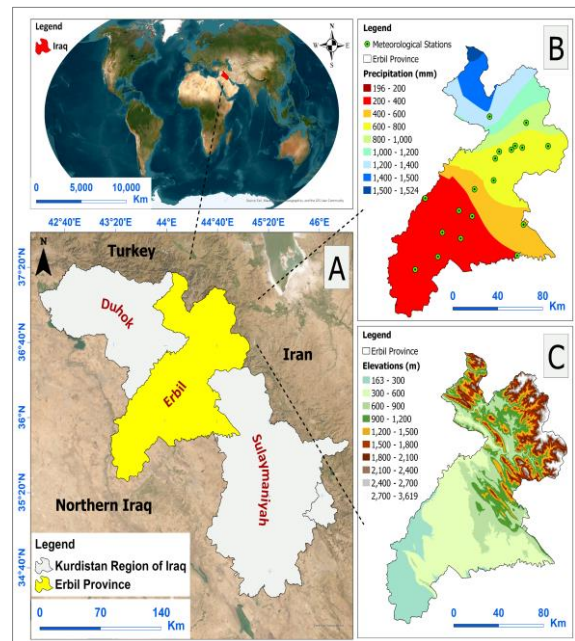 Legend
Iraq
N
W
E
S
0
5,000
10,000
Km
42°40'E
43°20'E
44°E
44°40'E
45°20'E
46°E
37°20'N
36°40'N
36°N
35°20'N
34°40'N
N
A
Turkey
Duhok
Iran
Erbil
Sulaymaniyah
Northern Iraq
Legend
Kurdistan Region of Iraq
Erbil Province
0
70
140
Km
Legend
Meteorological Stations
Erbil Province
Precipitation (mm)
196 - 200
200 - 400
400 - 600
600 - 800
800 - 1,000
1,000 - 1,200
1,200 - 1,400
1,400 - 1,500
1,500 - 1,524
B
0
40
80
Km
Legend
Erbil Province
Elevations (m)
163 - 300
300 - 600
600 - 900
900 - 1,200
1,200 - 1,500
1,500 - 1,800
1,800 - 2,100
2,100 - 2,400
2,400 - 2,700
2,700 - 3,619
C
0
40
80
Km